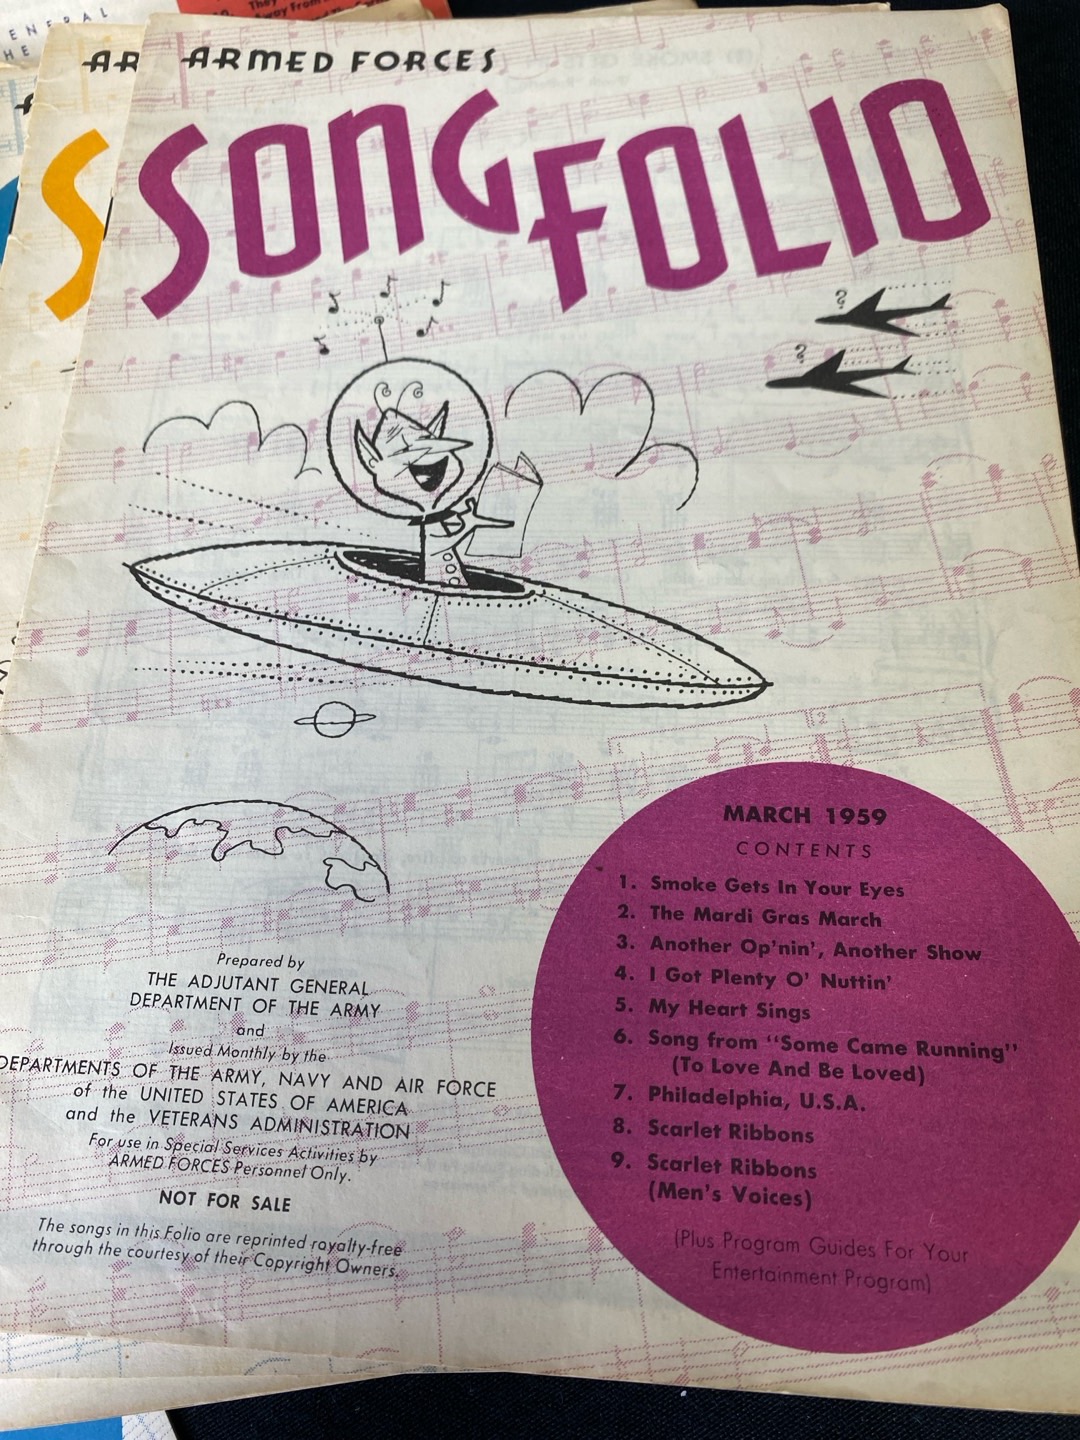 ENERAL
HE
They
Away From
AR
S
ARMED FORCES
SONG FOLIO
?
?
MARCH 1959
CONTENTS
1. Smoke Gets In Your Eyes
2. The Mardi Gras March
3. Another Op'nin', Another Show
4. I Got Plenty O' Nuttin'
5. My Heart Sings
6. Song from "Some Came Running"
(To Love And Be Loved)
7. Philadelphia, U.S.A.
8. Scarlet Ribbons
9. Scarlet Ribbons
(Men's Voices)
(Plus Program Guides For Your
Entertainment Program)
Prepared by
THE ADJUTANT GENERAL
DEPARTMENT OF THE ARMY
and
Issued Monthly by the
DEPARTMENTS OF THE ARMY, NAVY AND AIR FORCE
of the UNITED STATES OF AMERICA
and the VETERANS ADMINISTRATION
For use in Special Services Activities by
ARMED FORCES Personnel Only.
NOT FOR SALE
The songs in this Folio are reprinted royalty-free
through the courtesy of their Copyright Owners.